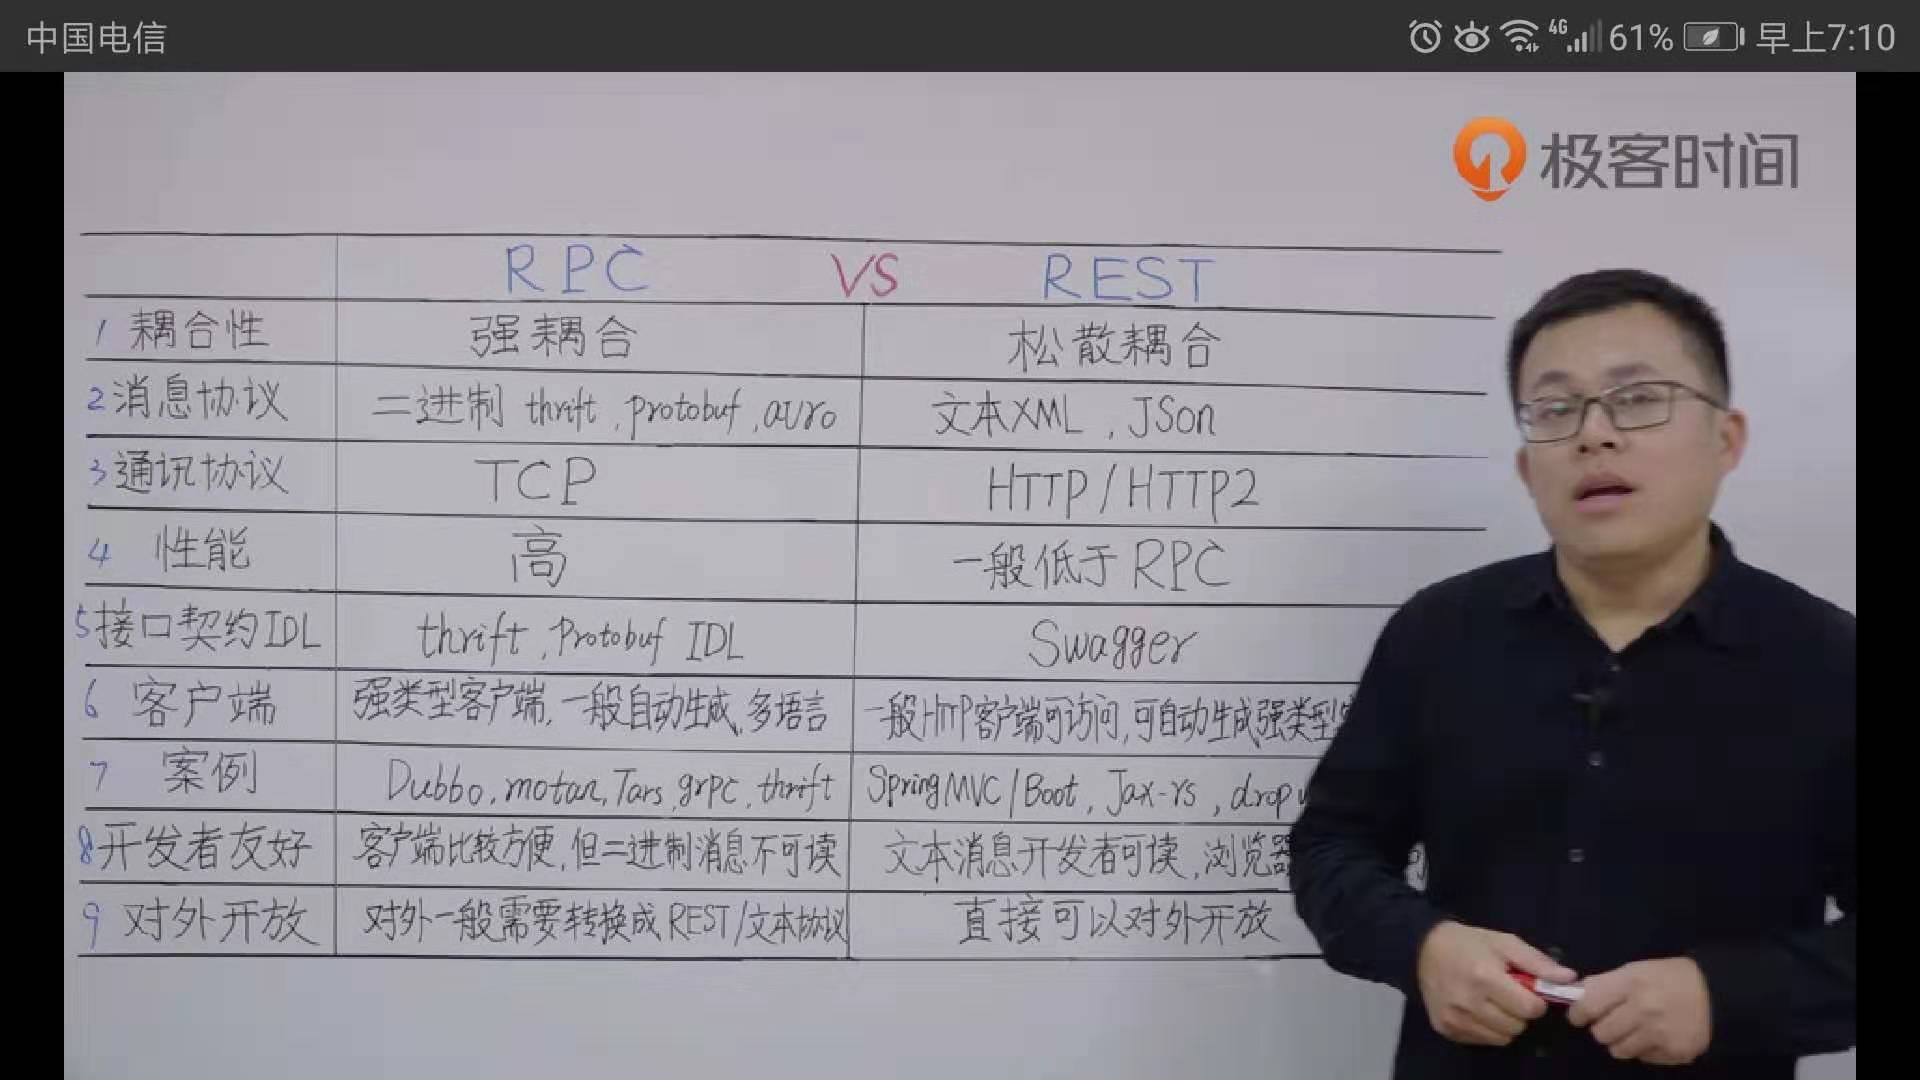 中国电信 4G 61% 早上7:10
极客时间
RPC VS REST
1 耦合性 强耦合 松散耦合
2 消息协议 二进制 thrift, protobuf, avro 文本XML, JSon
3 通讯协议 TCP HTTP/HTTP2
4 性能 高 一般低于RPC
5 接口契约IDL thrift, Protobuf IDL Swagger
6 客户端 强类型客户端, 一般自动生成, 多语言 一般HTTP客户端可访问, 可自动生成强类型
7 案例 Dubbo, motan, Tars, grpc, thrift SpringMVC/Boot, Jax-rs, drop
8 开发者友好 客户端比较方便, 但二进制消息不可读 文本消息开发者可读, 浏览器
9 对外开放 对外一般需要转换成REST/文本协议 直接可以对外开放